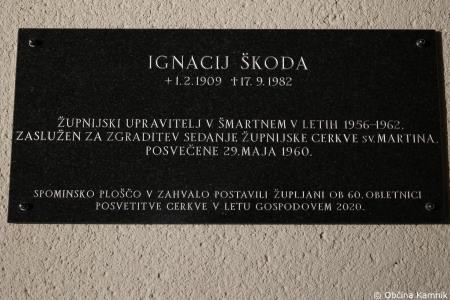 IGNACIJ ŠKODA
+ 1. 2. 1909 † 17. 9. 1982
ŽUPNIJSKI UPRAVITELJ V ŠMARTNEM V LETIH 1956–1962,
ZASLUŽEN ZA ZGRADITEV SEDANJE ŽUPNIJSKE CERKVE SV. MARTINA,
POSVEČENE 29. MAJA 1960.
SPOMINSKO PLOŠČO V ZAHVALO POSTAVILI ŽUPLJANI OB 60. OBLETNICI
POSVETITVE CERKVE V LETU GOSPODOVEM 2020.
© Občina Kamnik